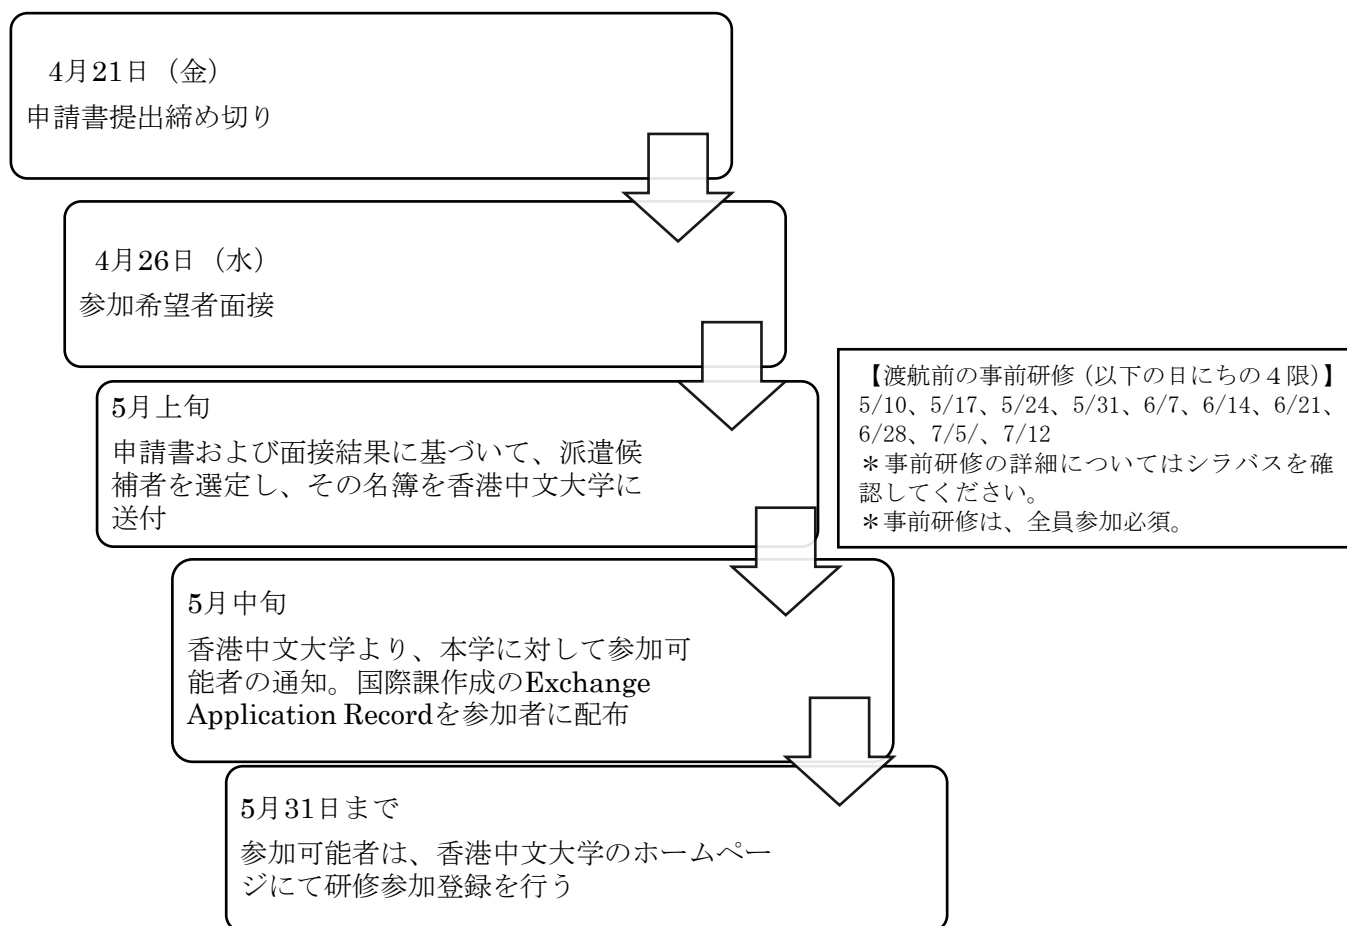 4月21日（金）
申請書提出締め切り
4月26日（水）
参加希望者面接
5月上旬
申請書および面接結果に基づいて、派遣候
補者を選定し、その名簿を香港中文大学に
送付
【渡航前の事前研修（以下の日にちの４限）】
5/10、5/17、5/24、5/31、6/7、6/14、6/21、
6/28、7/5/、7/12
＊事前研修の詳細についてはシラバスを確
認してください。
＊事前研修は、全員参加必須。
5月中旬
香港中文大学より、本学に対して参加可
能者の通知。国際課作成のExchange
Application Recordを参加者に配布
5月31日まで
参加可能者は、香港中文大学のホームペー
ジにて研修参加登録を行う